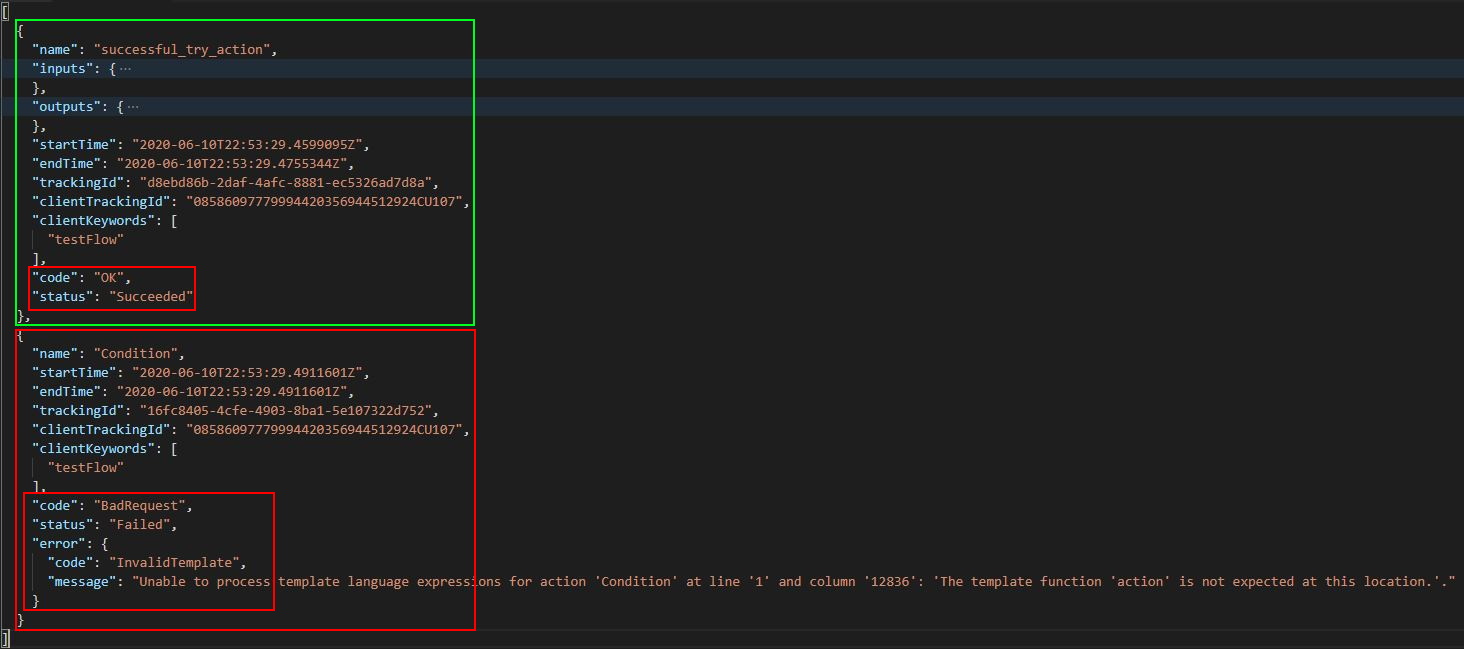 [
{
"name": "successful_try_action",
"inputs": {···
},
"outputs": {···
},
"startTime": "2020-06-10T22:53:29.4599095Z",
"endTime": "2020-06-10T22:53:29.4755344Z",
"trackingId": "d8ebd86b-2daf-4afc-8881-ec5326ad7d8a",
"clientTrackingId": "08586097779994420356944512924CU107",
"clientKeywords": [
"testFlow"
],
"code": "OK",
"status": "Succeeded"
},
{
"name": "Condition",
"startTime": "2020-06-10T22:53:29.4911601Z",
"endTime": "2020-06-10T22:53:29.4911601Z",
"trackingId": "16fc8405-4cfe-4903-8ba1-5e107322d752",
"clientTrackingId": "08586097779994420356944512924CU107",
"clientKeywords": [
"testFlow"
],
"code": "BadRequest",
"status": "Failed",
"error": {
"code": "InvalidTemplate",
"message": "Unable to process template language expressions for action 'Condition' at line '1' and column '12836': 'The template function 'action' is not expected at this location.'."
}
}
]